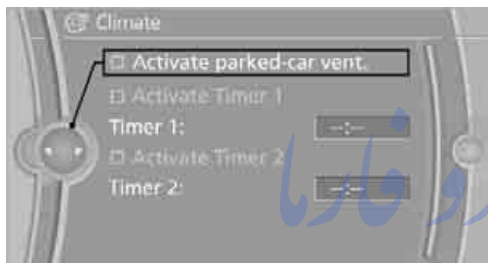 Climate
Activate parked-car vent.
Activate Timer 1
Timer 1: --:--
Activate Timer 2
Timer 2: --:--